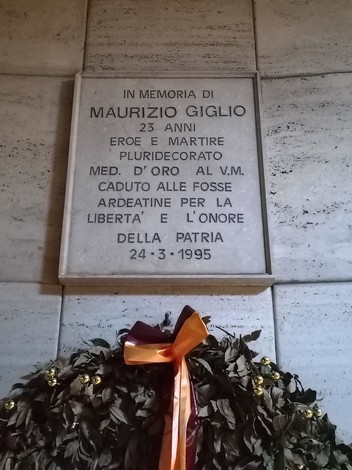 IN MEMORIA DI
MAURIZIO GIGLIO
23 ANNI
EROE E MARTIRE
PLURIDECORATO
MED. D'ORO AL V.M.
CADUTO ALLE FOSSE
ARDEATINE PER LA
LIBERTA' E L'ONORE
DELLA PATRIA
24·3·1995